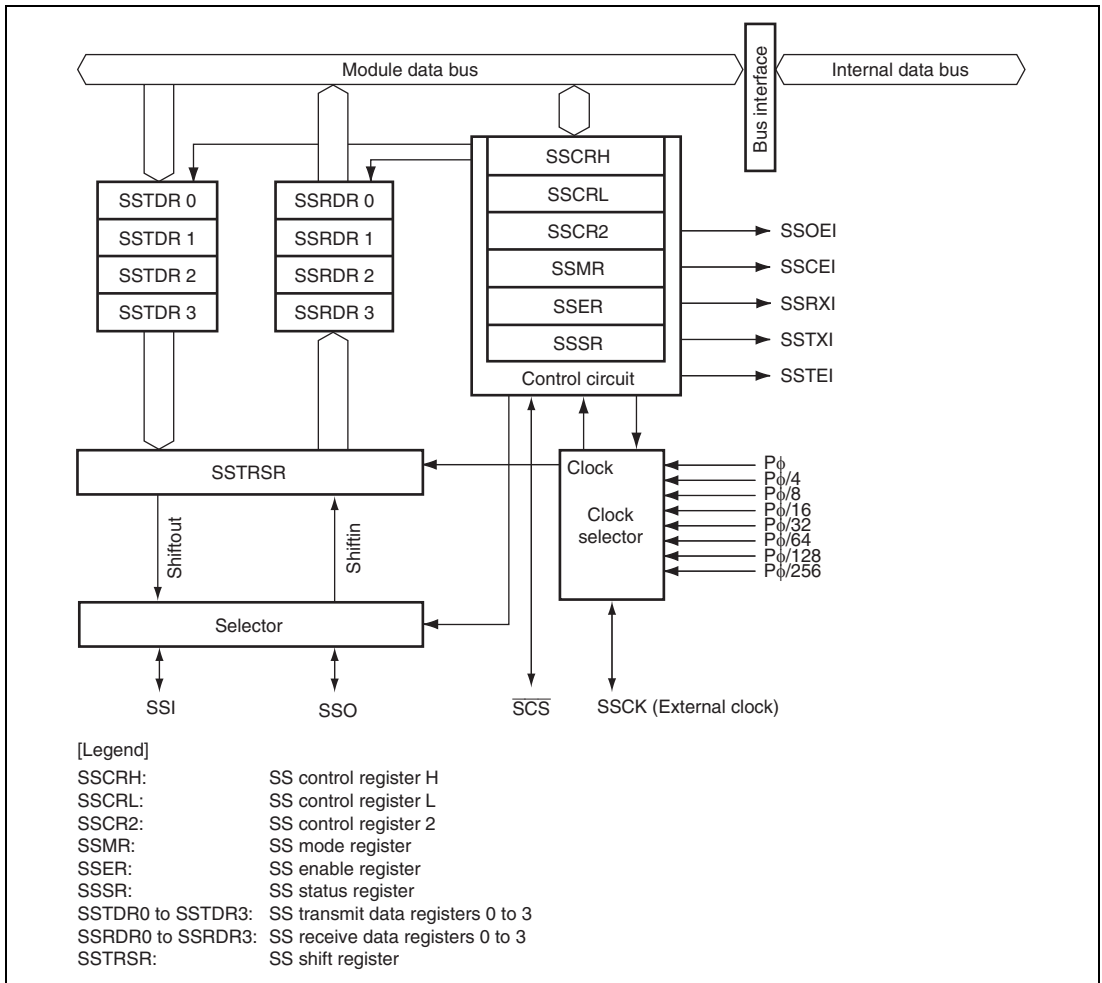 Module data bus
Bus interface
Internal data bus
SSTDR 0
SSTDR 1
SSTDR 2
SSTDR 3
SSRDR 0
SSRDR 1
SSRDR 2
SSRDR 3
SSCRH
SSCRL
SSCR2
SSMR
SSER
SSSR
Control circuit
SSOEI
SSCEI
SSRXI
SSTXI
SSTEI
SSTRSR
Clock
Clock
selector
Pϕ
Pϕ/4
Pϕ/8
Pϕ/16
Pϕ/32
Pϕ/64
Pϕ/128
Pϕ/256
Shiftout
Shiftin
Selector
SSI
SSO
S̅C̅S̅
SSCK (External clock)
[Legend]
SSCRH: SS control register H
SSCRL: SS control register L
SSCR2: SS control register 2
SSMR: SS mode register
SSER: SS enable register
SSSR: SS status register
SSTDR0 to SSTDR3: SS transmit data registers 0 to 3
SSRDR0 to SSRDR3: SS receive data registers 0 to 3
SSTRSR: SS shift register